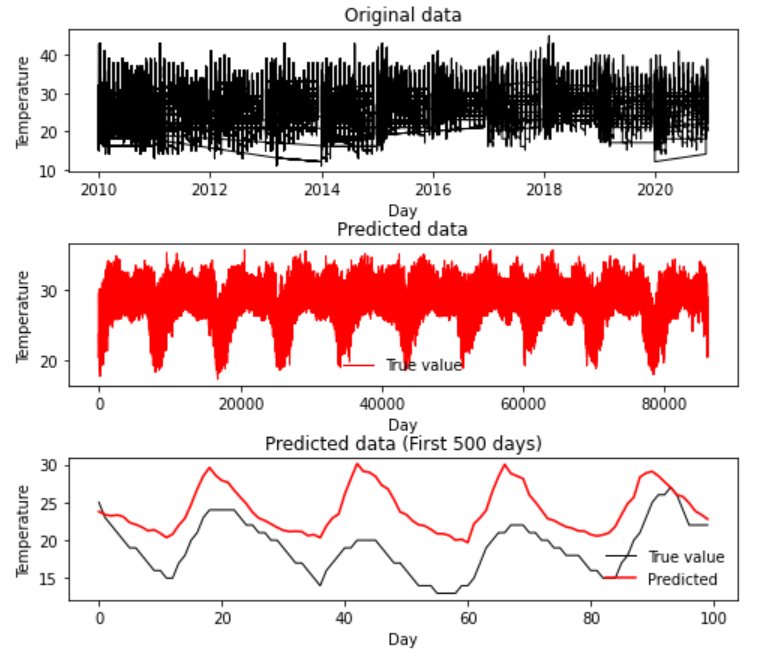 Original data
40
30
20
10
Temperature
2010 2012 2014 2016 2018 2020
Day
Predicted data
30
20
Temperature
True value
0 20000 40000 60000 80000
Day
Predicted data (First 500 days)
30
25
20
15
Temperature
True value
Predicted
0 20 40 60 80 100
Day